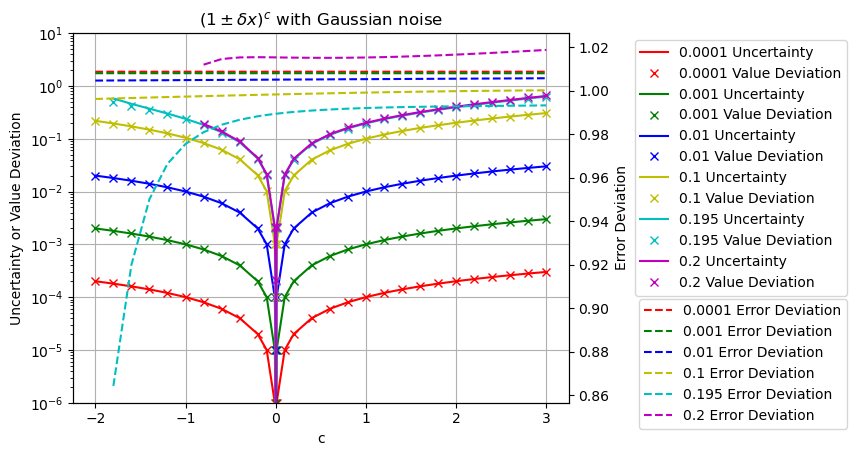 (1 ± δx)^c with Gaussian noise
Uncertainty or Value Deviation
10^1
10^0
10^−1
10^−2
10^−3
10^−4
10^−5
10^−6
−2
−1
0
1
2
3
c
1.02
1.00
0.98
0.96
0.94
0.92
0.90
0.88
0.86
Error Deviation
0.0001 Uncertainty
0.0001 Value Deviation
0.001 Uncertainty
0.001 Value Deviation
0.01 Uncertainty
0.01 Value Deviation
0.1 Uncertainty
0.1 Value Deviation
0.195 Uncertainty
0.195 Value Deviation
0.2 Uncertainty
0.2 Value Deviation
0.0001 Error Deviation
0.001 Error Deviation
0.01 Error Deviation
0.1 Error Deviation
0.195 Error Deviation
0.2 Error Deviation